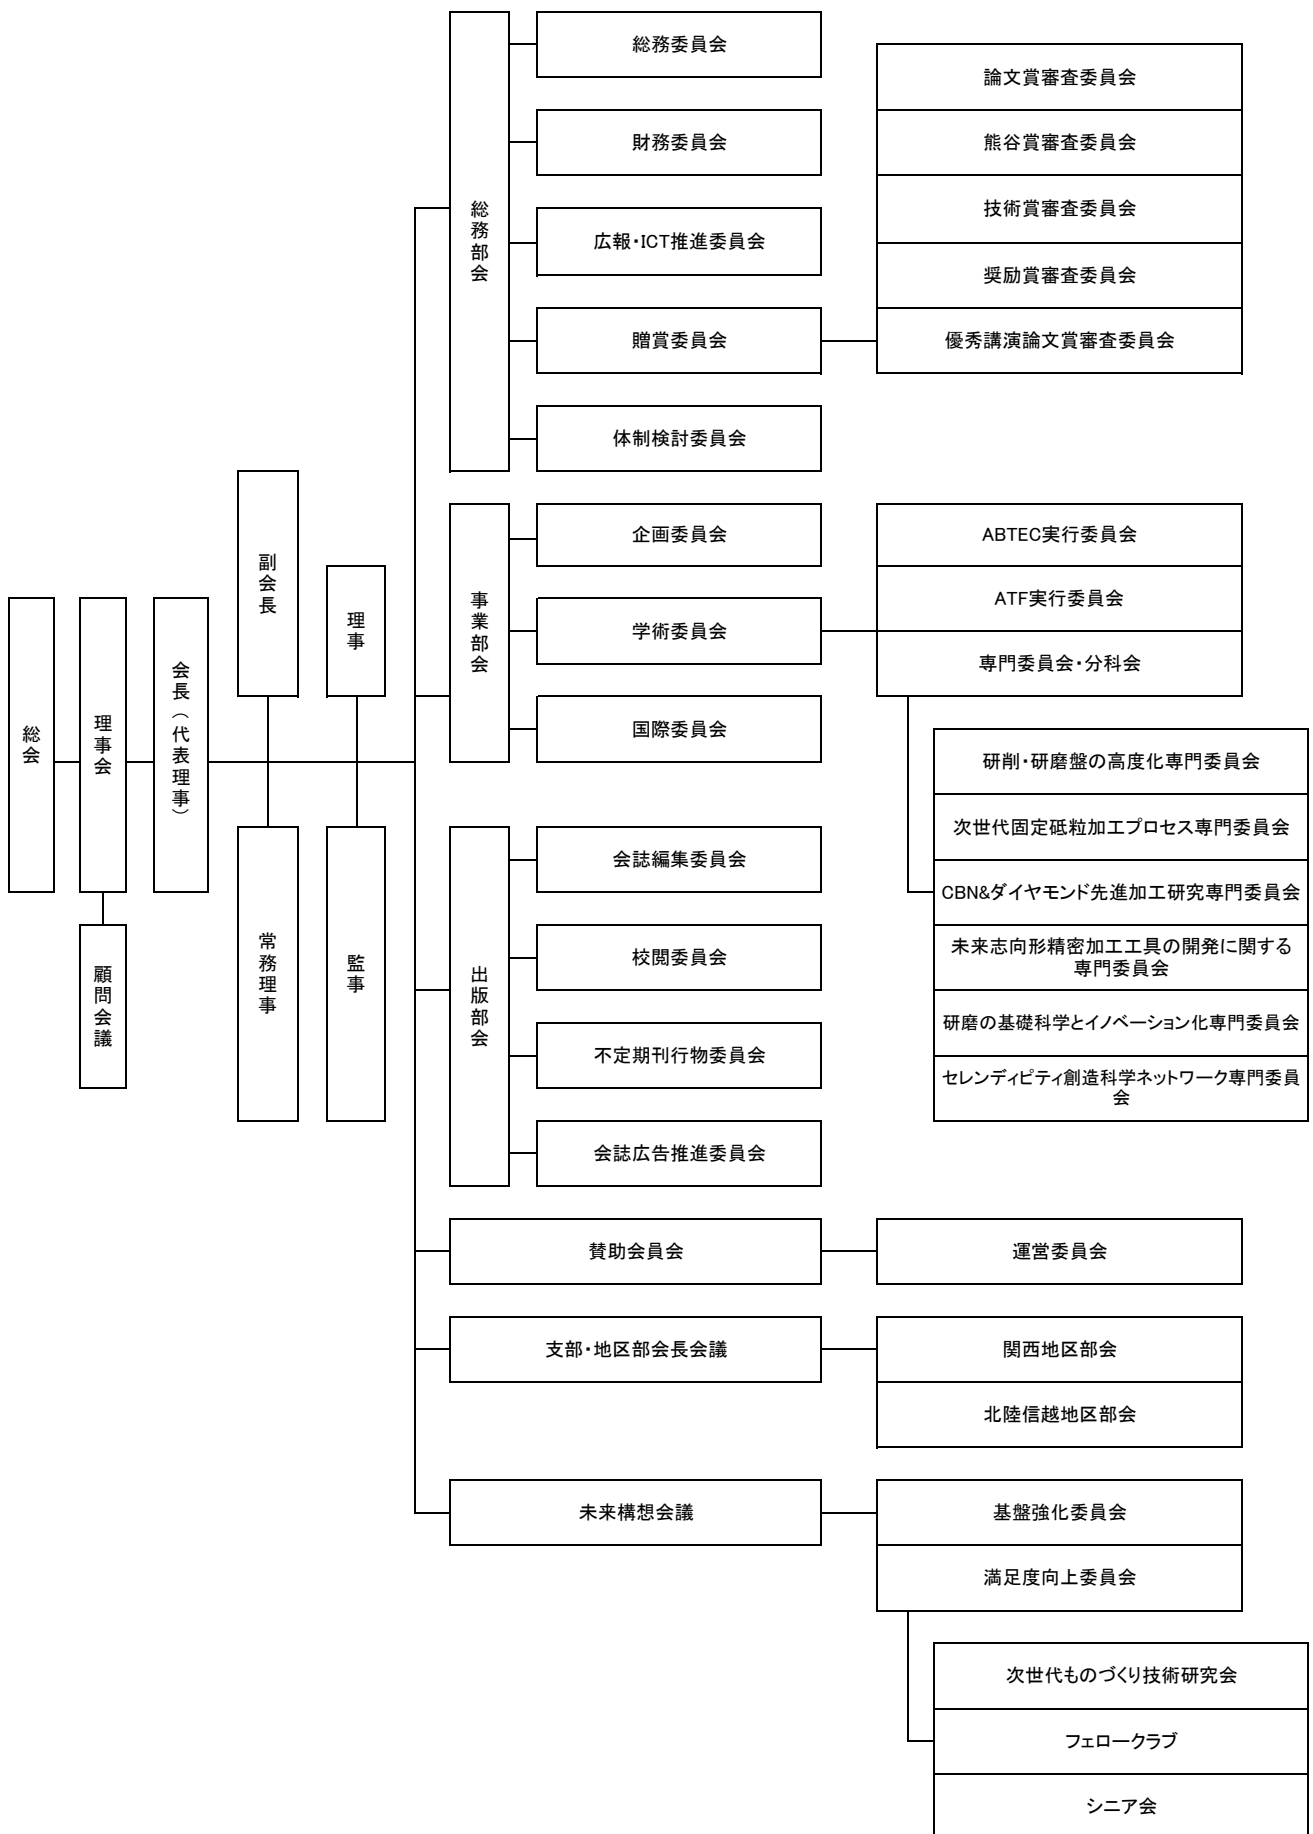 総会
理事会
顧問会議
会長（代表理事）
副会長
常務理事
理事
監事
総務部会
総務委員会
財務委員会
広報・ICT推進委員会
贈賞委員会
論文賞審査委員会
熊谷賞審査委員会
技術賞審査委員会
奨励賞審査委員会
優秀講演論文賞審査委員会
体制検討委員会
事業部会
企画委員会
学術委員会
ABTEC実行委員会
ATF実行委員会
専門委員会・分科会
研削・研磨盤の高度化専門委員会
次世代固定砥粒加工プロセス専門委員会
CBN&ダイヤモンド先進加工研究専門委員会
未来志向形精密加工工具の開発に関する
専門委員会
研磨の基礎科学とイノベーション化専門委員会
セレンディピティ創造科学ネットワーク専門委員
会
国際委員会
出版部会
会誌編集委員会
校閲委員会
不定期刊行物委員会
会誌広告推進委員会
賛助会員会
運営委員会
支部・地区部会長会議
関西地区部会
北陸信越地区部会
未来構想会議
基盤強化委員会
満足度向上委員会
次世代ものづくり技術研究会
フェロークラブ
シニア会